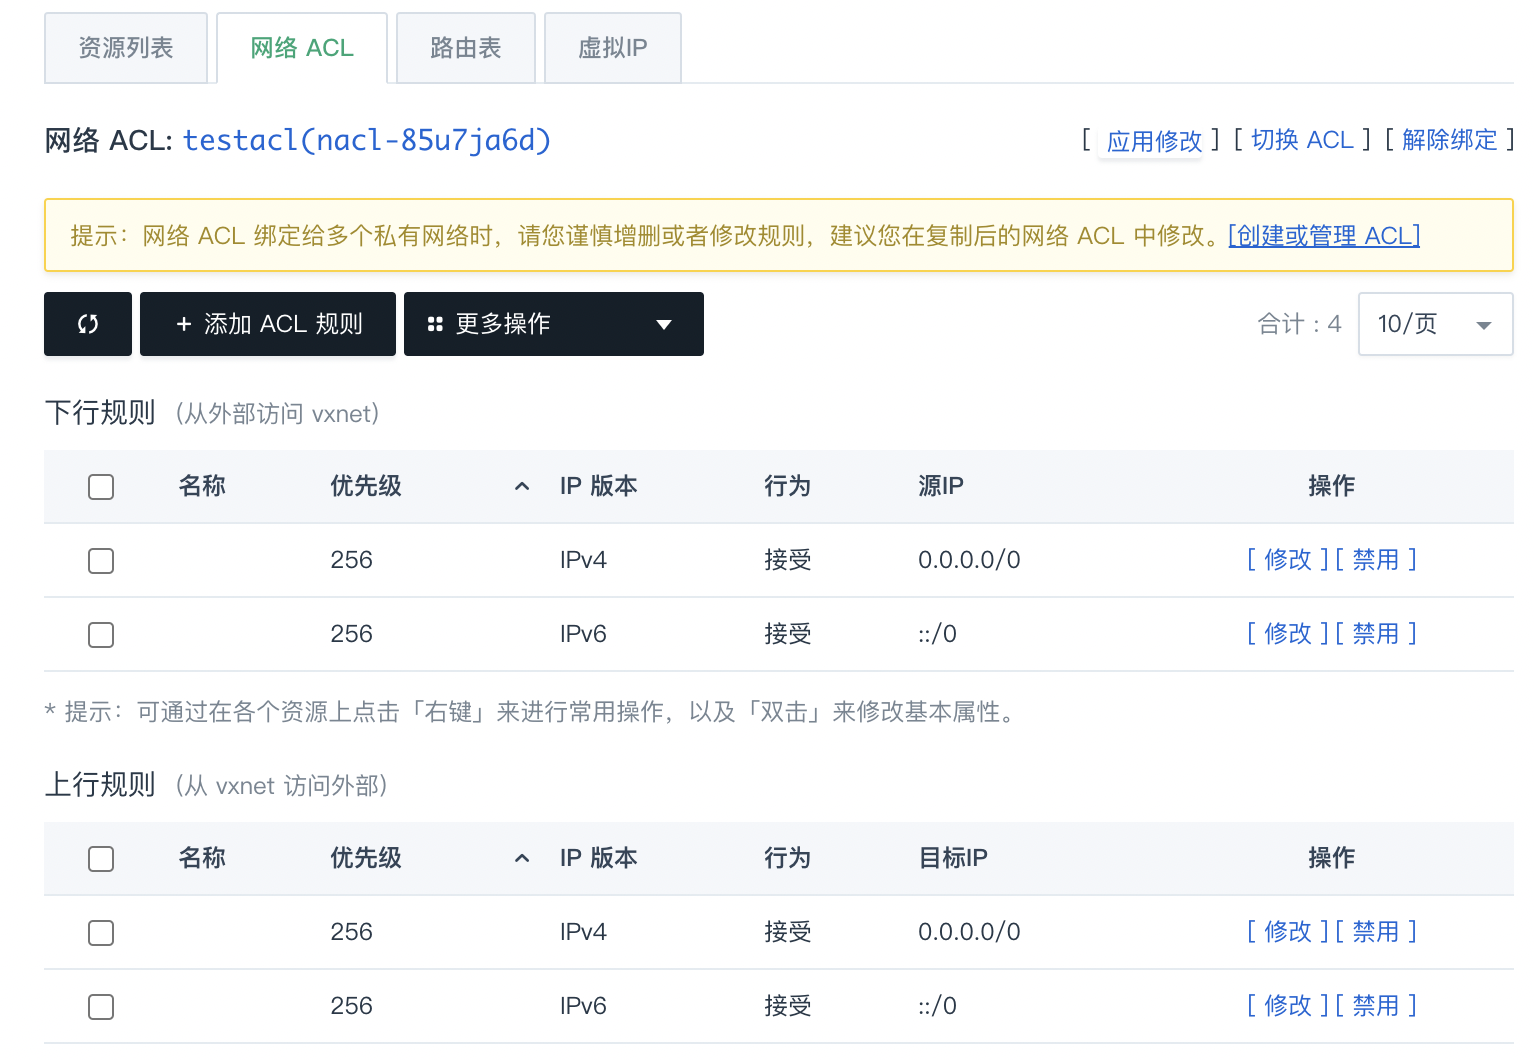 资源列表 网络 ACL 路由表 虚拟IP
网络 ACL: testacl(nacl-85u7ja6d) [ 应用修改 ] [ 切换 ACL ] [ 解除绑定 ]
提示：网络 ACL 绑定给多个私有网络时，请您谨慎增删或者修改规则，建议您在复制后的网络 ACL 中修改。[创建或管理 ACL]
+ 添加 ACL 规则 更多操作 合计 : 4 10/页
下行规则 (从外部访问 vxnet)
名称 优先级 IP 版本 行为 源IP 操作
256 IPv4 接受 0.0.0.0/0 [ 修改 ] [ 禁用 ]
256 IPv6 接受 ::/0 [ 修改 ] [ 禁用 ]
* 提示：可通过在各个资源上点击「右键」来进行常用操作，以及「双击」来修改基本属性。
上行规则 (从 vxnet 访问外部)
名称 优先级 IP 版本 行为 目标IP 操作
256 IPv4 接受 0.0.0.0/0 [ 修改 ] [ 禁用 ]
256 IPv6 接受 ::/0 [ 修改 ] [ 禁用 ]